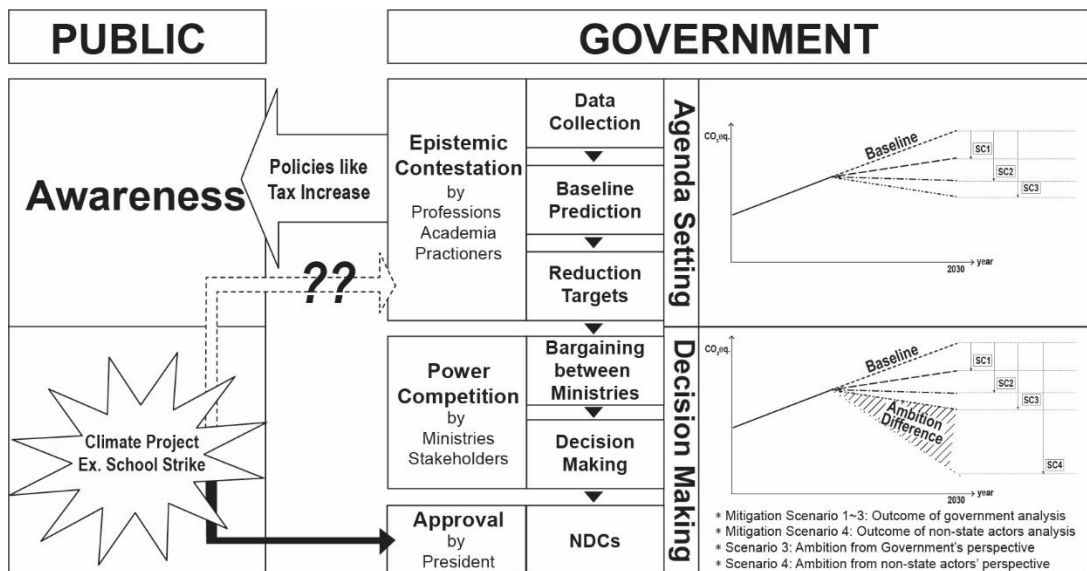 PUBLIC
GOVERNMENT
Awareness
Policies like
Tax Increase
??
Climate Project
Ex. School Strike
Epistemic
Contestation
by
Professions
Academia
Practioners
Data
Collection
Baseline
Prediction
Reduction
Targets
Agenda Setting
CO₂eq.
Baseline
SC1
SC2
SC3
2030
year
Power
Competition
by
Ministries
Stakeholders
Bargaining
between
Ministries
Decision
Making
Approval
by
President
NDCs
Decision Making
CO₂eq.
Baseline
Ambition
Difference
SC1
SC2
SC3
SC4
2030
year
* Mitigation Scenario 1~3: Outcome of government analysis
* Mitigation Scenario 4: Outcome of non-state actors analysis
* Scenario 3: Ambition from Government's perspective
* Scenario 4: Ambition from non-state actors' perspective